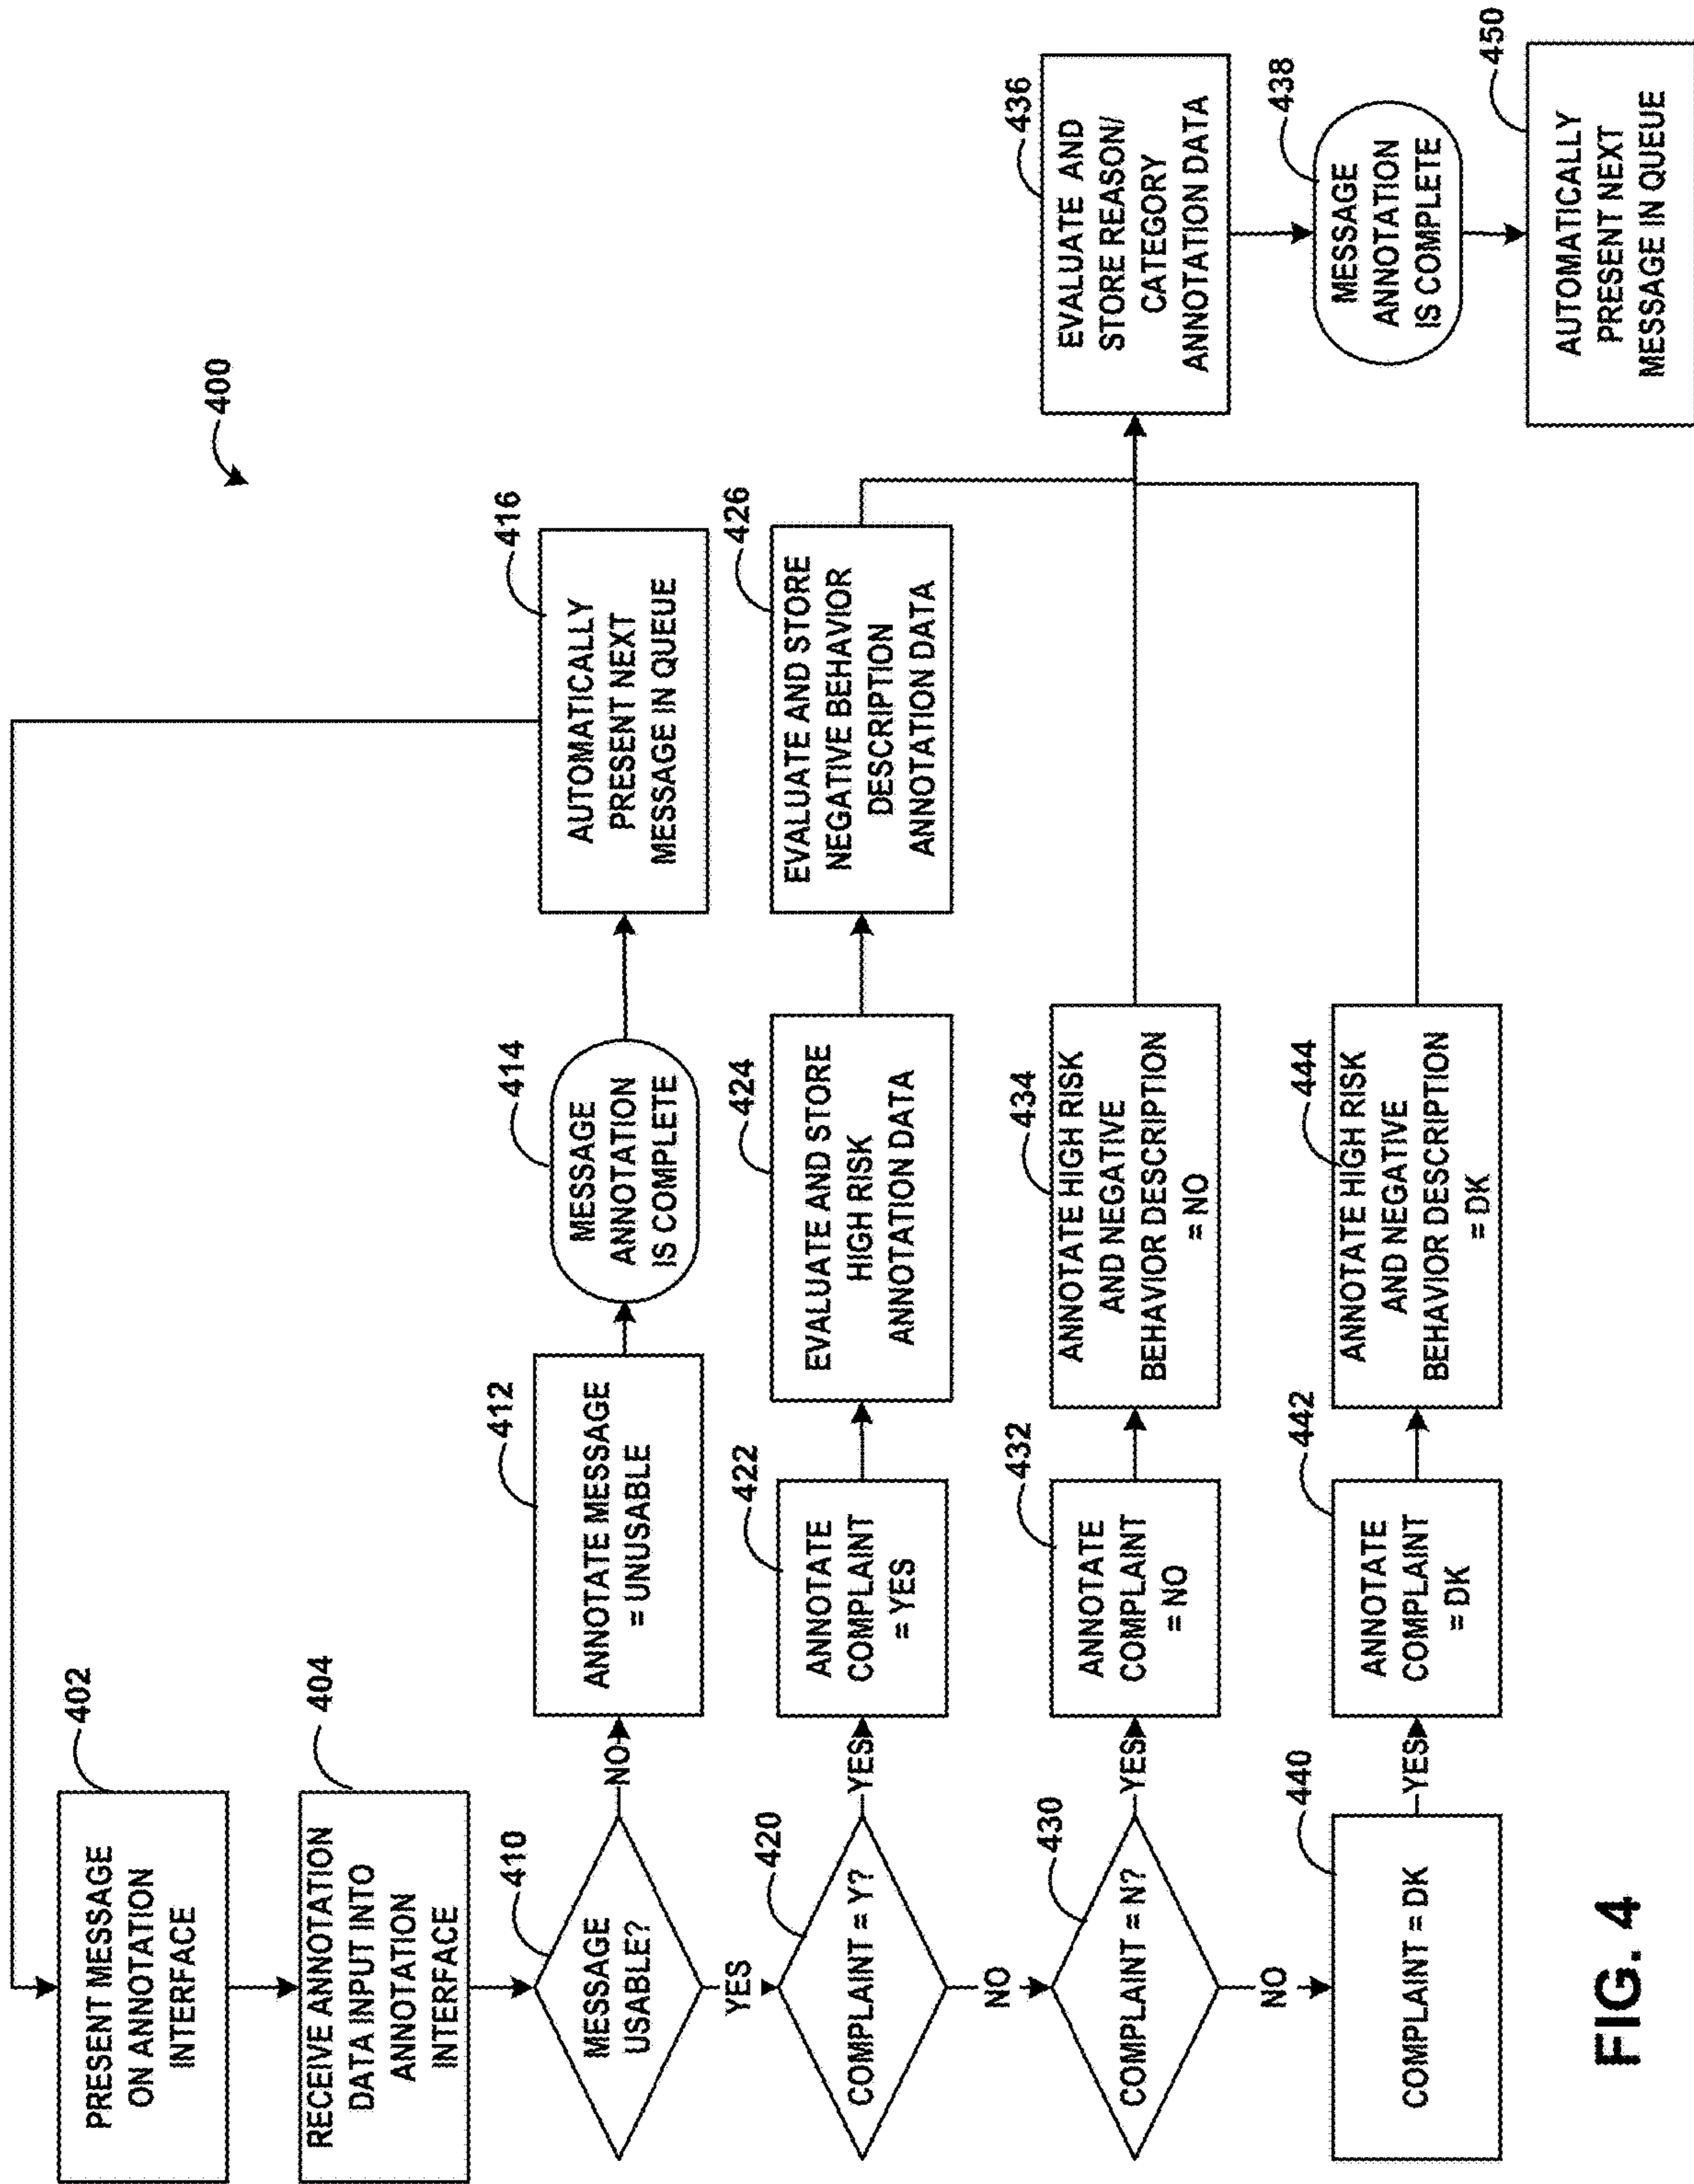 400
402
PRESENT MESSAGE
ON ANNOTATION
INTERFACE
404
RECEIVE ANNOTATION
DATA INPUT INTO
ANNOTATION
INTERFACE
410
MESSAGE
USABLE?
NO
412
ANNOTATE MESSAGE
= UNUSABLE
414
MESSAGE
ANNOTATION
IS COMPLETE
416
AUTOMATICALLY
PRESENT NEXT
MESSAGE IN QUEUE
YES
420
COMPLAINT = Y?
YES
422
ANNOTATE
COMPLAINT
= YES
424
EVALUATE AND STORE
HIGH RISK
ANNOTATION DATA
426
EVALUATE AND STORE
NEGATIVE BEHAVIOR
DESCRIPTION
ANNOTATION DATA
NO
430
COMPLAINT = N?
YES
432
ANNOTATE
COMPLAINT
= NO
434
ANNOTATE HIGH RISK
AND NEGATIVE
BEHAVIOR DESCRIPTION
= NO
436
EVALUATE AND
STORE REASON/
CATEGORY
ANNOTATION DATA
438
MESSAGE
ANNOTATION
IS COMPLETE
NO
440
COMPLAINT = DK
YES
442
ANNOTATE
COMPLAINT
= DK
444
ANNOTATE HIGH RISK
AND NEGATIVE
BEHAVIOR DESCRIPTION
= DK
450
AUTOMATICALLY
PRESENT NEXT
MESSAGE IN QUEUE
FIG. 4